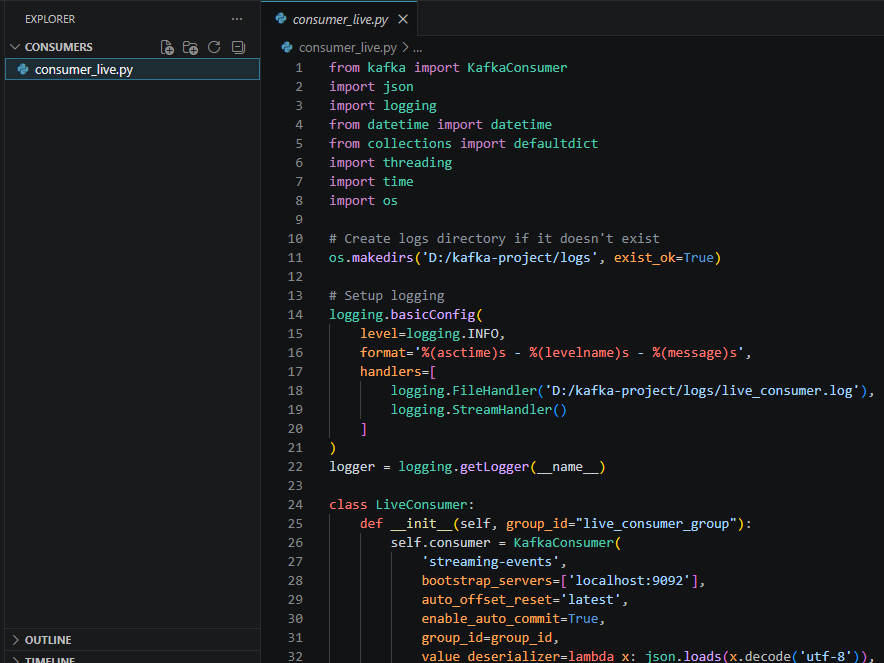 EXPLORER
...
consumer_live.py
CONSUMERS
consumer_live.py
consumer_live.py > ...
1 from kafka import KafkaConsumer
2 import json
3 import logging
4 from datetime import datetime
5 from collections import defaultdict
6 import threading
7 import time
8 import os
9
10 # Create logs directory if it doesn't exist
11 os.makedirs('D:/kafka-project/logs', exist_ok=True)
12
13 # Setup logging
14 logging.basicConfig(
15     level=logging.INFO,
16     format='%(asctime)s - %(levelname)s - %(message)s',
17     handlers=[
18         logging.FileHandler('D:/kafka-project/logs/live_consumer.log'),
19         logging.StreamHandler()
20     ]
21 )
22 logger = logging.getLogger(__name__)
23
24 class LiveConsumer:
25     def __init__(self, group_id="live_consumer_group"):
26         self.consumer = KafkaConsumer(
27             'streaming-events',
28             bootstrap_servers=['localhost:9092'],
29             auto_offset_reset='latest',
30             enable_auto_commit=True,
31             group_id=group_id,
32             value_deserializer=lambda x: json.loads(x.decode('utf-8')),
OUTLINE
TIMELINE